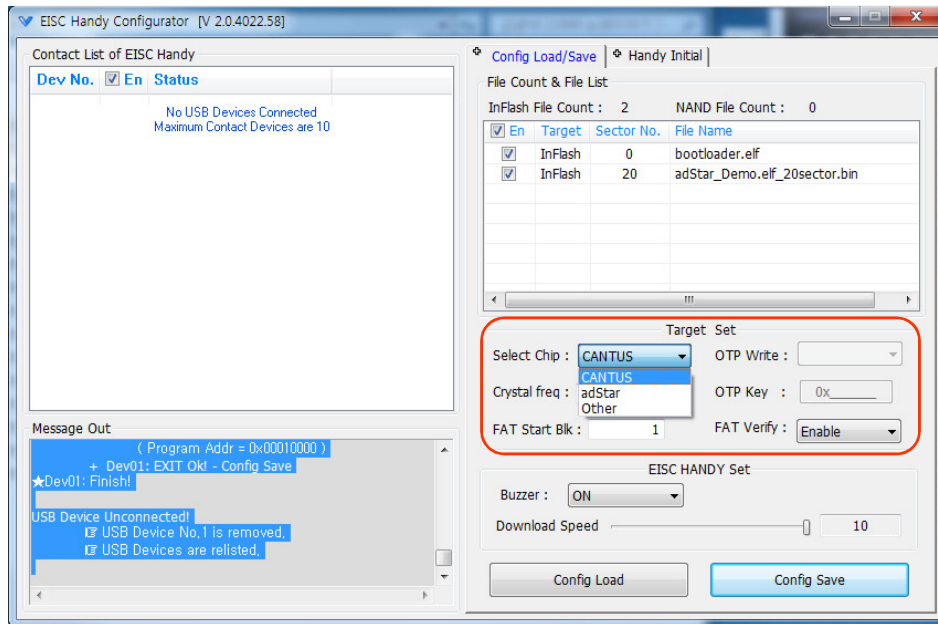 EISC Handy Configurator [V 2.0.4022.58]
Contact List of EISC Handy
Dev No. En Status
No USB Devices Connected
Maximum Contact Devices are 10
Message Out
( Program Addr = 0x00010000 )
+ Dev01: EXIT Ok! - Config Save
★Dev01: Finish!
USB Device Unconnected!
☞ USB Device No.1 is removed.
☞ USB Devices are relisted.
Config Load/Save
Handy Initial
File Count & File List
InFlash File Count : 2 NAND File Count : 0
En Target Sector No. File Name
InFlash 0 bootloader.elf
InFlash 20 adStar_Demo.elf_20sector.bin
Target Set
Select Chip : CANTUS OTP Write :
CANTUS
Crystal freq : adStar OTP Key : 0x______
Other
FAT Start Blk : 1 FAT Verify : Enable
EISC HANDY Set
Buzzer : ON
Download Speed 10
Config Load Config Save